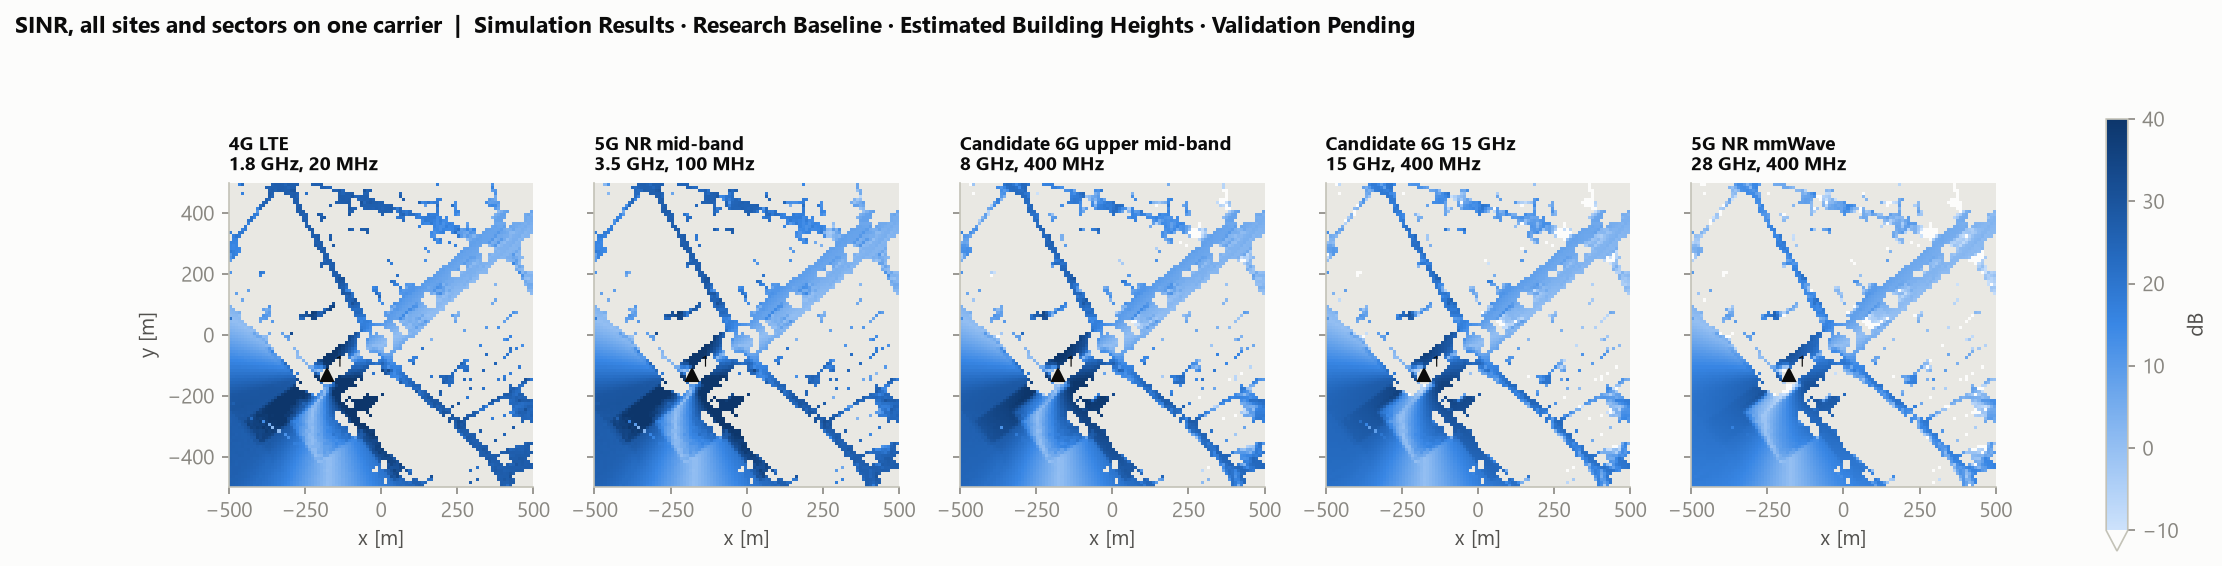 SINR, all sites and sectors on one carrier | Simulation Results · Research Baseline · Estimated Building Heights · Validation Pending
4G LTE
1.8 GHz, 20 MHz
5G NR mid-band
3.5 GHz, 100 MHz
Candidate 6G upper mid-band
8 GHz, 400 MHz
Candidate 6G 15 GHz
15 GHz, 400 MHz
5G NR mmWave
28 GHz, 400 MHz
400
200
0
−200
−400
y [m]
−500 −250 0 250 500
x [m]
−500 −250 0 250 500
x [m]
−500 −250 0 250 500
x [m]
−500 −250 0 250 500
x [m]
−500 −250 0 250 500
x [m]
40
30
20
10
0
−10
dB